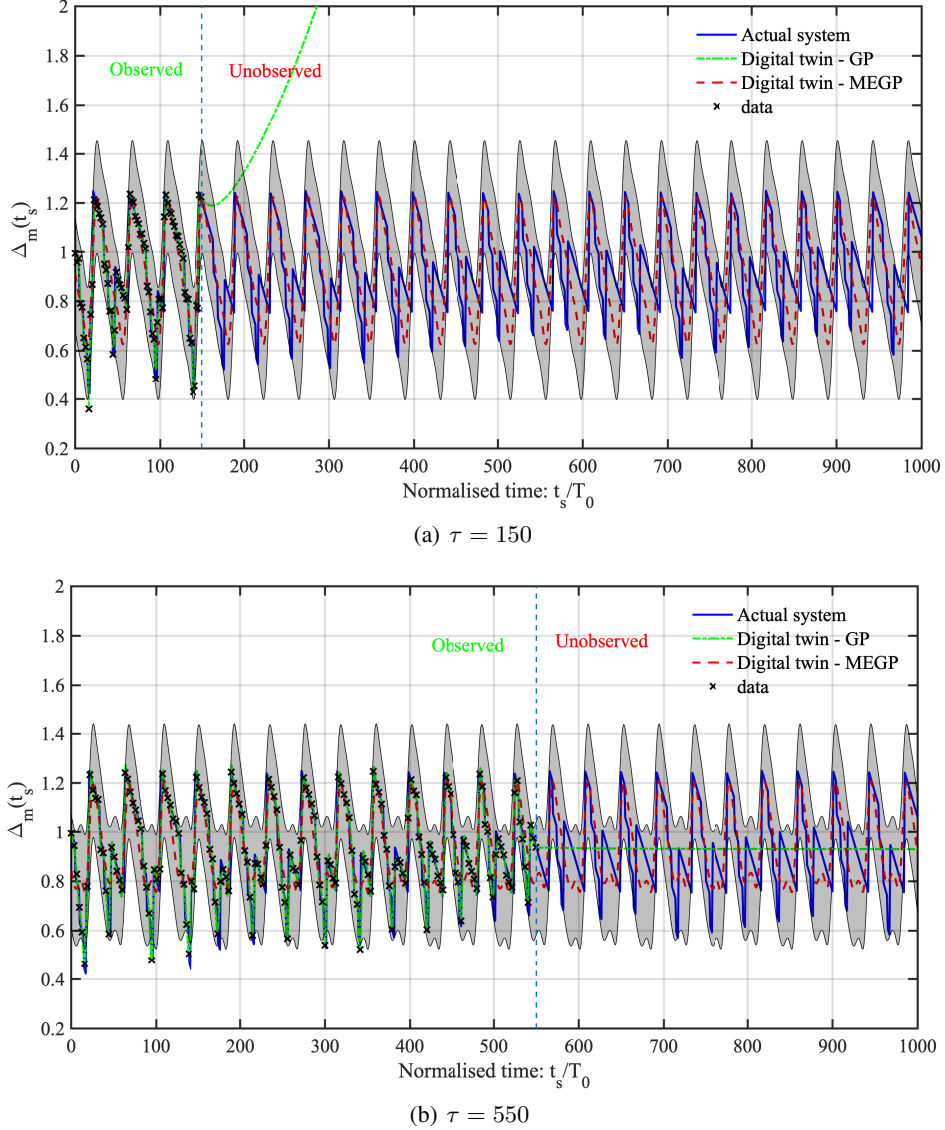 2
1.8
1.6
1.4
1.2
1
0.8
0.6
0.4
0.2
Δm(ts)
Observed
Unobserved
Actual system
Digital twin - GP
Digital twin - MEGP
data
0 100 200 300 400 500 600 700 800 900 1000
Normalised time: ts/T0
(a) τ = 150
2
1.8
1.6
1.4
1.2
1
0.8
0.6
0.4
0.2
Δm(ts)
Observed
Unobserved
Actual system
Digital twin - GP
Digital twin - MEGP
data
0 100 200 300 400 500 600 700 800 900 1000
Normalised time: ts/T0
(b) τ = 550